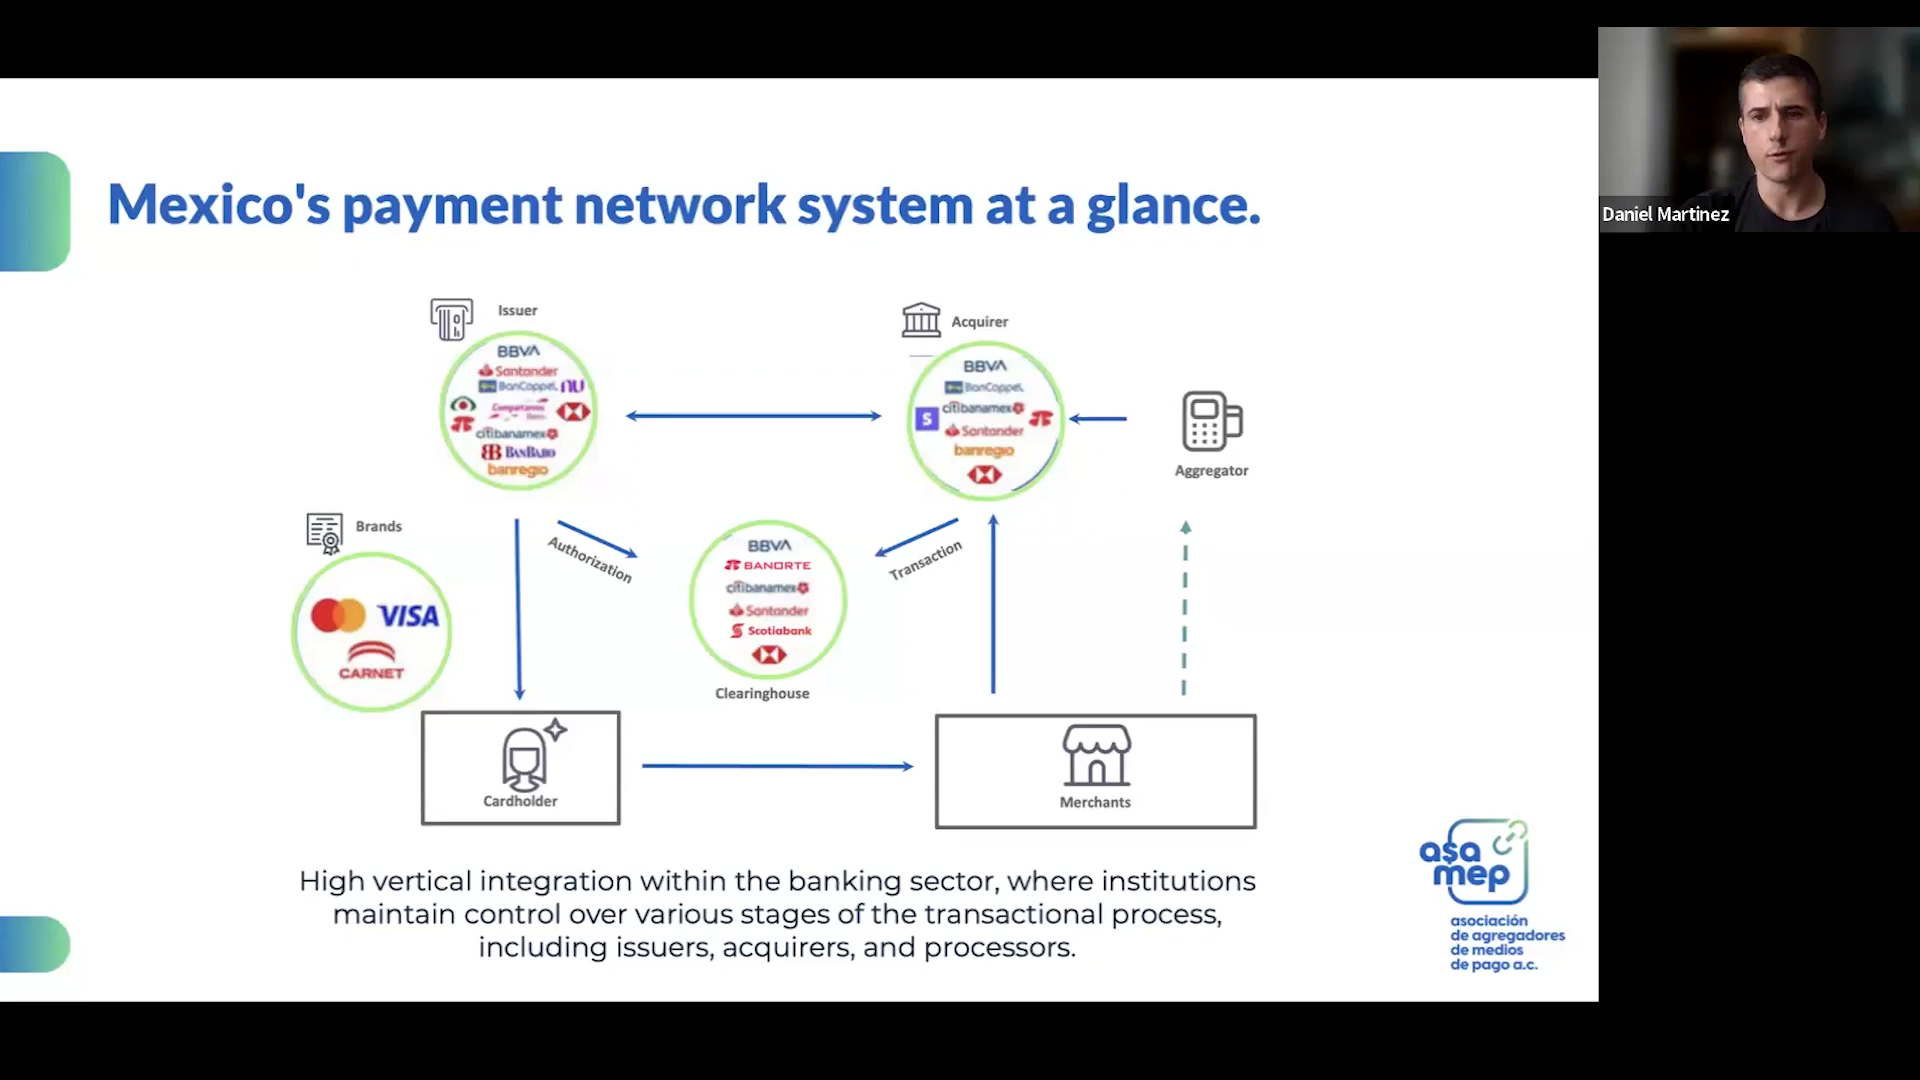 Daniel Martinez
Mexico's payment network system at a glance.
Issuer
BBVA
Santander
BanCoppel nu
Compartamos
Banco
citibanamex
BANBAJIO
banregio
Acquirer
BBVA
BanCoppel
citibanamex
S
Santander
banregio
Aggregator
Brands
VISA
CARNET
Authorization
Transaction
BBVA
BANORTE
citibanamex
Santander
Scotiabank
Clearinghouse
Cardholder
Merchants
High vertical integration within the banking sector, where institutions
maintain control over various stages of the transactional process,
including issuers, acquirers, and processors.
a$a
mep
asociación
de agregadores
de medios
de pago a.c.